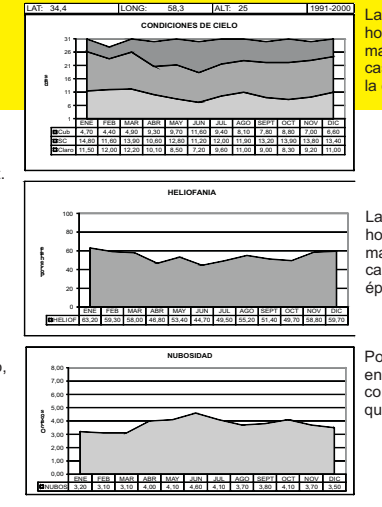 LAT: 34,4 LONG: 58,3 ALT: 25 1991-2000
CONDICIONES DE CIELO
31
26
21
16
11
6
1
ENE FEB MAR ABR MAY JUN JUL AGO SEPT OCT NOV DIC
Cub 4,70 4,40 4,90 9,30 9,70 11,60 9,40 8,10 7,80 8,80 7,00 6,60
SC 14,80 11,60 13,90 10,60 12,80 11,20 12,00 11,90 13,20 13,90 13,80 13,40
Claro 11,50 12,00 12,20 10,10 8,50 7,20 9,60 11,00 9,00 8,30 9,20 11,00
HELIOFANIA
100
80
60
40
20
0
ENE FEB MAR ABR MAY JUN JUL AGO SEPT OCT NOV DIC
HELIOF 63,20 59,30 58,00 46,80 53,40 44,70 49,50 55,20 51,40 49,70 58,80 59,70
NUBOSIDAD
8,00
7,00
6,00
5,00
4,00
3,00
2,00
1,00
0,00
ENE FEB MAR ABR MAY JUN JUL AGO SEPT OCT NOV DIC
NUBOS 3,20 3,10 3,10 4,00 4,10 4,60 4,10 3,70 3,80 4,10 3,70 3,50
La
ho
ma
cas
la
La
ho
ma
ca
ép
Po
en
co
qu